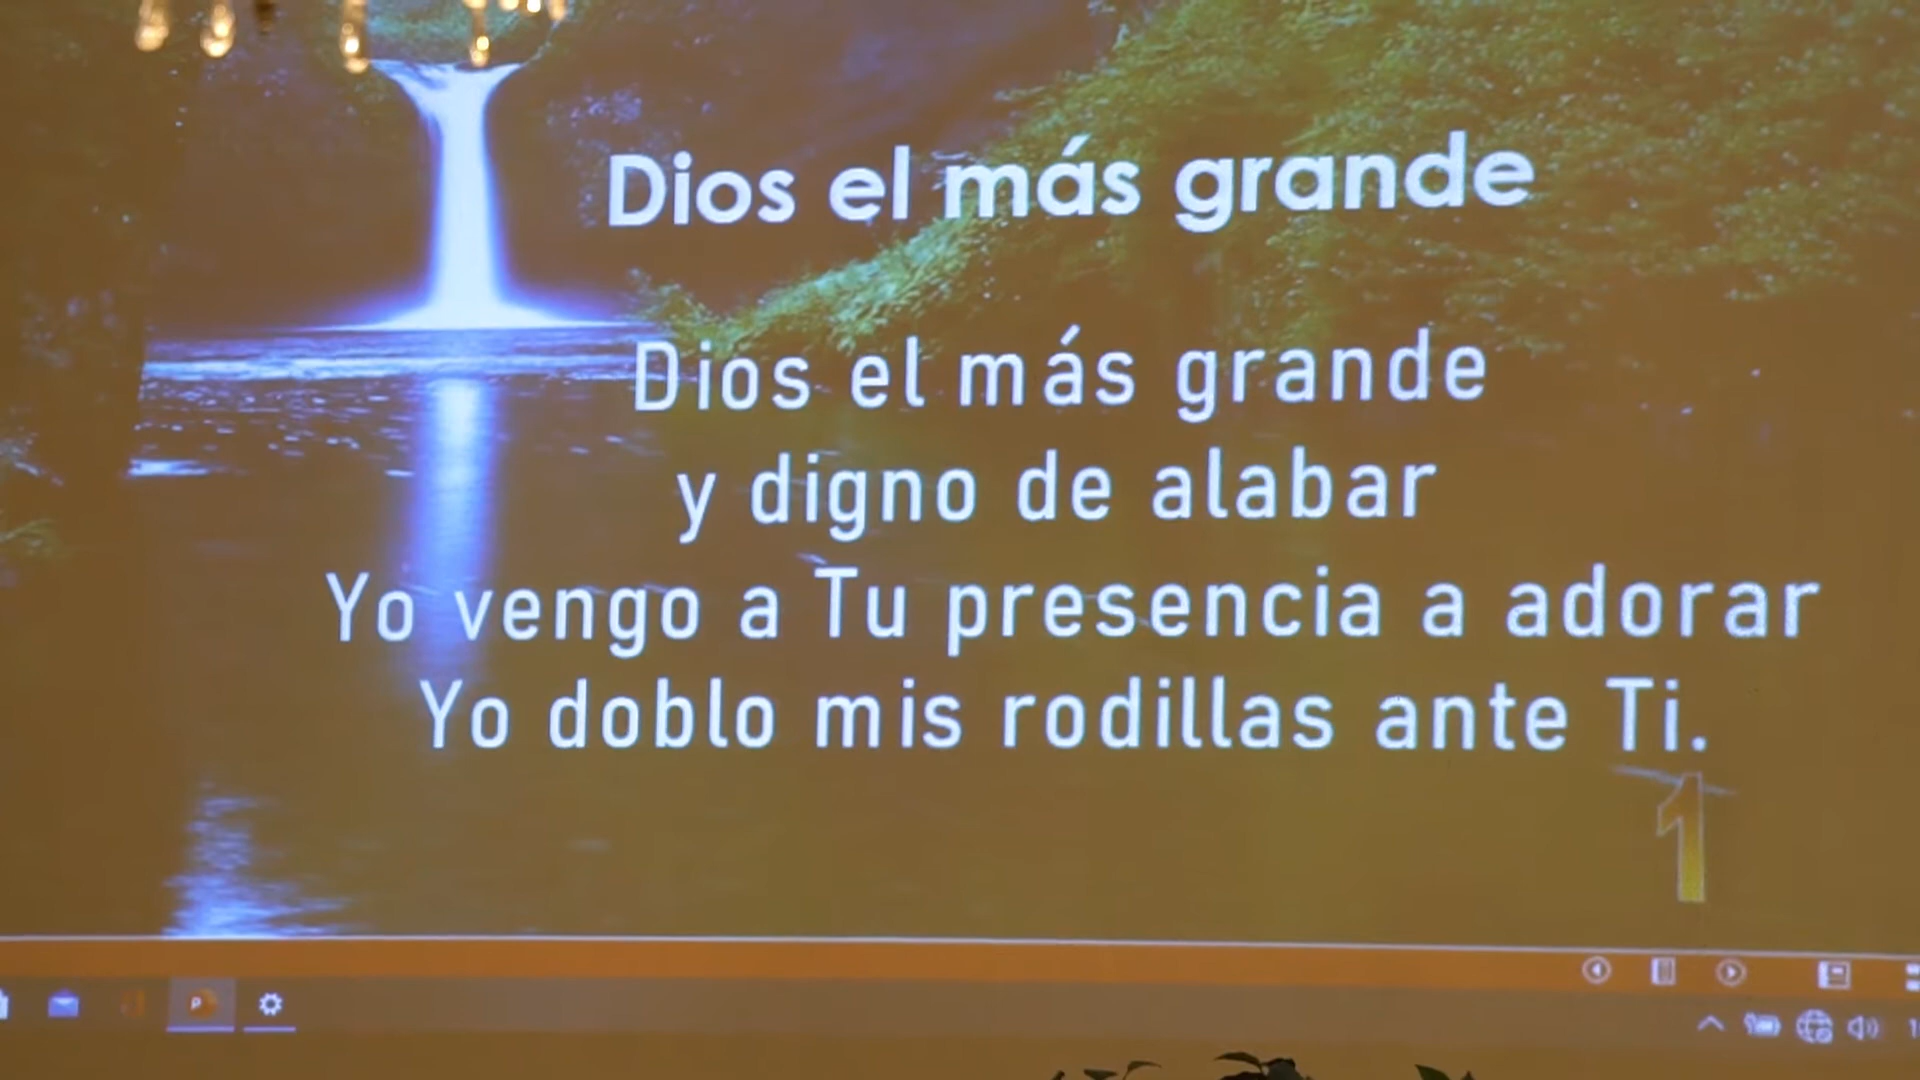 Dios el más grande
Dios el más grande
y digno de alabar
Yo vengo a Tu presencia a adorar
Yo doblo mis rodillas ante Ti.
1